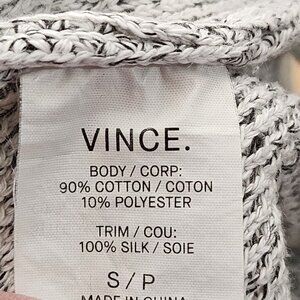 VINCE.
BODY / CORP:
90% COTTON / COTON
10% POLYESTER
TRIM / COU:
100% SILK / SOIE
S / P
MADE IN CHINA